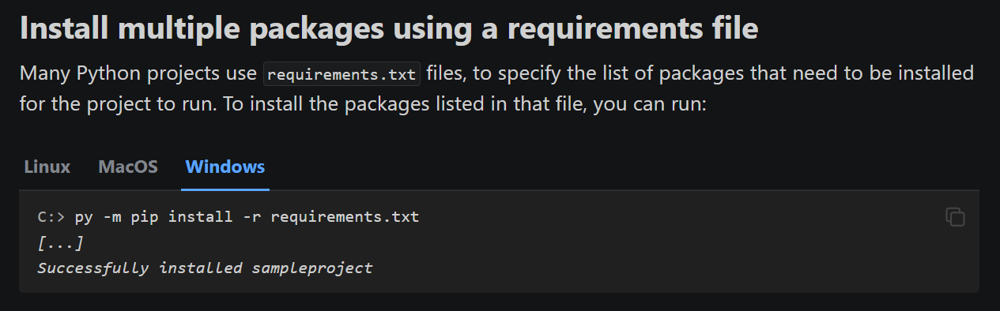 Install multiple packages using a requirements file
Many Python projects use requirements.txt files, to specify the list of packages that need to be installed
for the project to run. To install the packages listed in that file, you can run:
Linux MacOS Windows
C:> py -m pip install -r requirements.txt
[...]
Successfully installed sampleproject